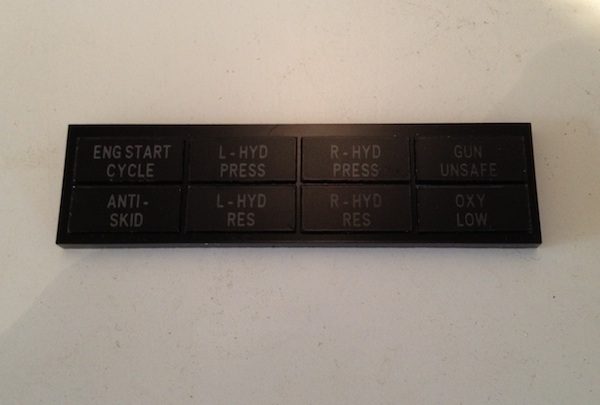 ENG START
CYCLE
L-HYD
PRESS
R-HYD
PRESS
GUN
UNSAFE
ANTI-
SKID
L-HYD
RES
R-HYD
RES
OXY
LOW